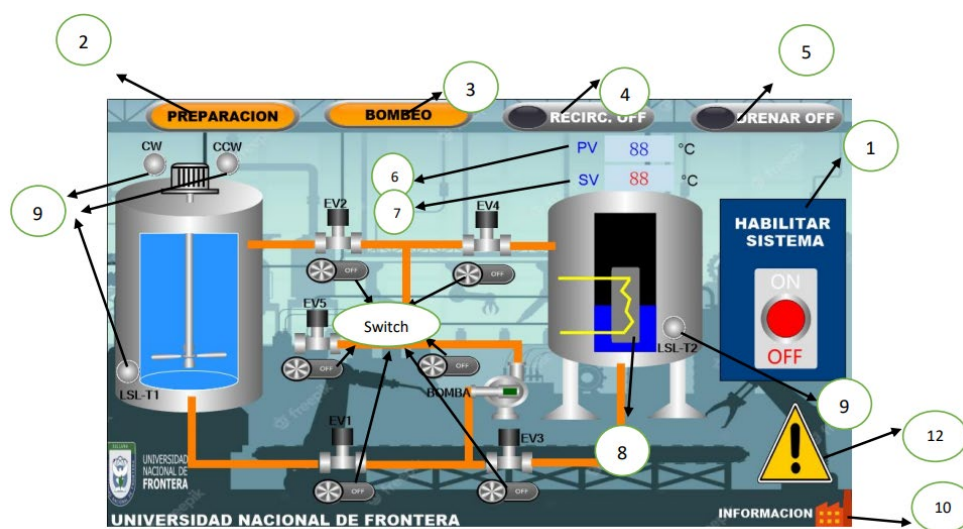 2
3
4
5
PREPARACION
BOMBEO
RECIRC. OFF
DRENAR OFF
1
CW
CCW
PV
88
°C
6
SV
88
°C
7
9
EV2
EV4
HABILITAR
SISTEMA
OFF
OFF
ON
EV5
Switch
OFF
LSL-T2
OFF
OFF
LSL-T1
BOMBA
9
EV1
EV3
8
12
UNIVERSIDAD
NACIONAL DE
FRONTERA
OFF
OFF
freepik
UNIVERSIDAD NACIONAL DE FRONTERA
INFORMACION
10